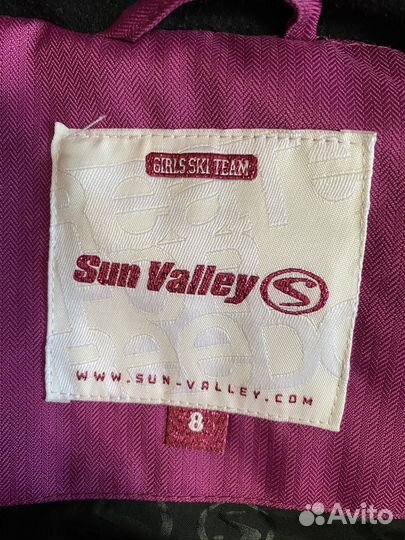 GIRLS SKI TEAM
Sun Valley S
WWW.SUN-VALLEY.COM
8
Avito